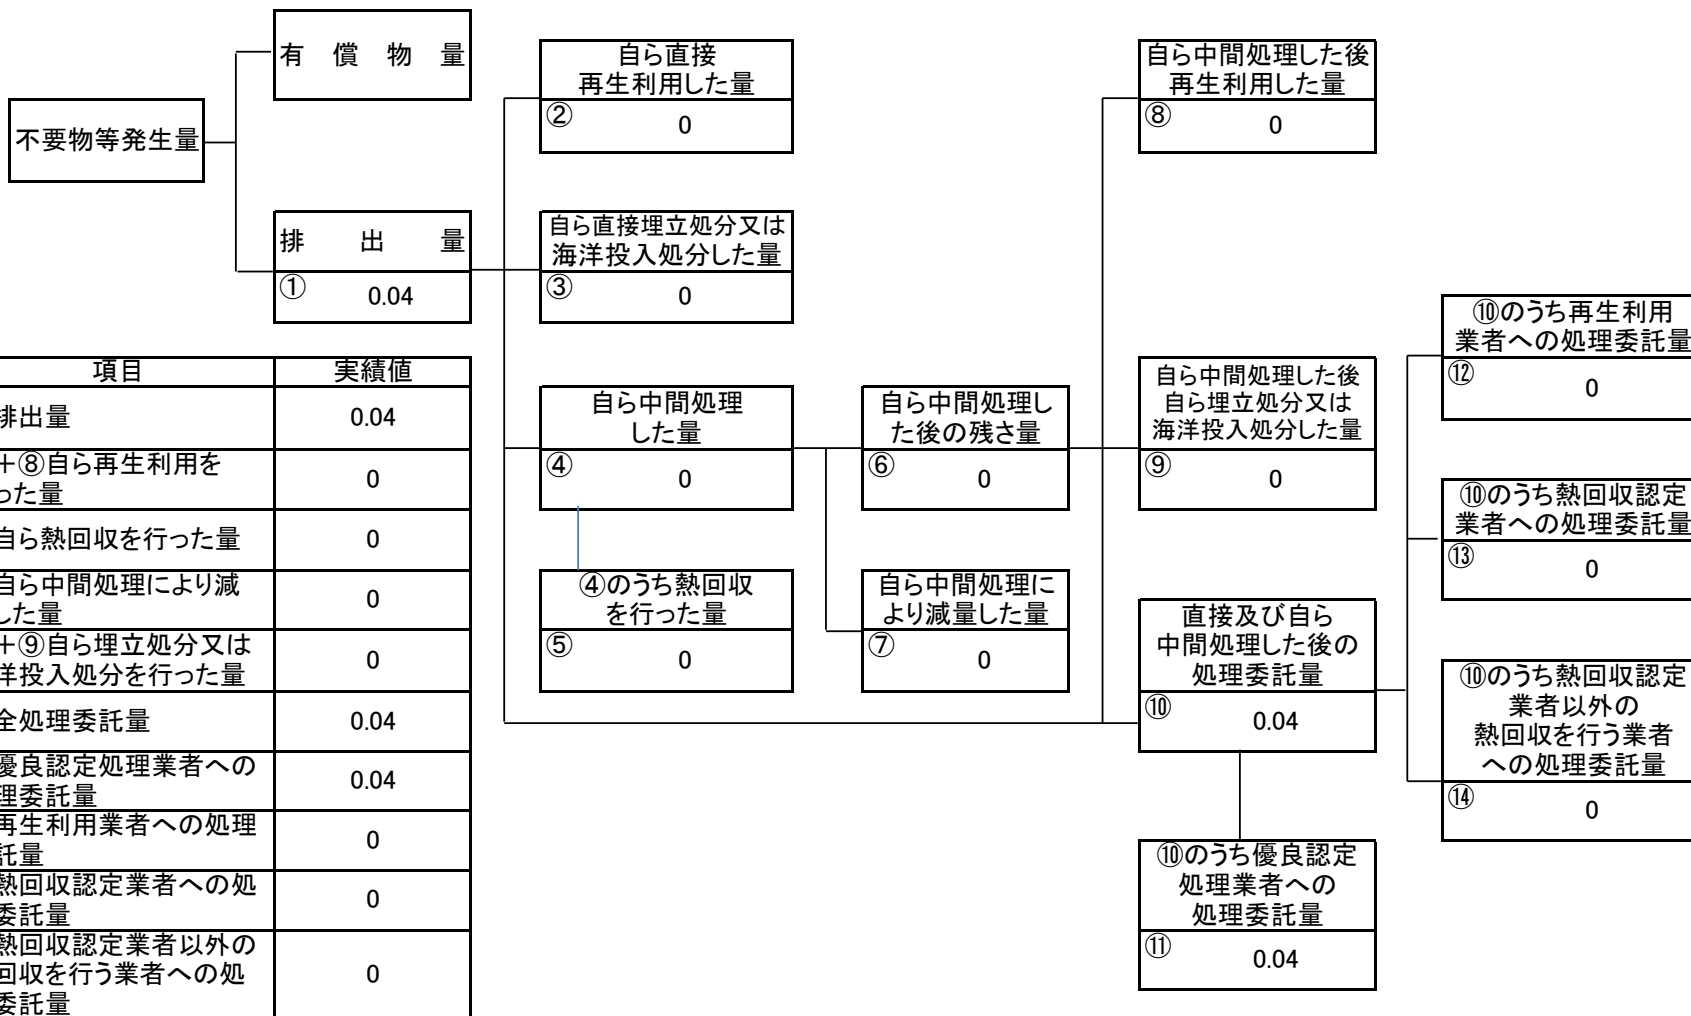 有償物量
不要物等発生量
排出量
① 0.04
自ら直接
再生利用した量
② 0
自ら直接埋立処分又は
海洋投入処分した量
③ 0
自ら中間処理
した量
④ 0
④のうち熱回収
を行った量
⑤ 0
自ら中間処理し
た後の残さ量
⑥ 0
自ら中間処理に
より減量した量
⑦ 0
自ら中間処理した後
再生利用した量
⑧ 0
自ら中間処理した後
自ら埋立処分又は
海洋投入処分した量
⑨ 0
直接及び自ら
中間処理した後の
処理委託量
⑩ 0.04
⑩のうち優良認定
処理業者への
処理委託量
⑪ 0.04
⑩のうち再生利用
業者への処理委託量
⑫ 0
⑩のうち熱回収認定
業者への処理委託量
⑬ 0
⑩のうち熱回収認定
業者以外の
熱回収を行う業者
への処理委託量
⑭ 0
項目 実績値
排出量 0.04
+⑧自ら再生利用を
った量 0
自ら熱回収を行った量 0
自ら中間処理により減
した量 0
+⑨自ら埋立処分又は
洋投入処分を行った量 0
全処理委託量 0.04
優良認定処理業者への
理委託量 0.04
再生利用業者への処理
託量 0
熱回収認定業者への処
委託量 0
熱回収認定業者以外の
回収を行う業者への処
委託量 0